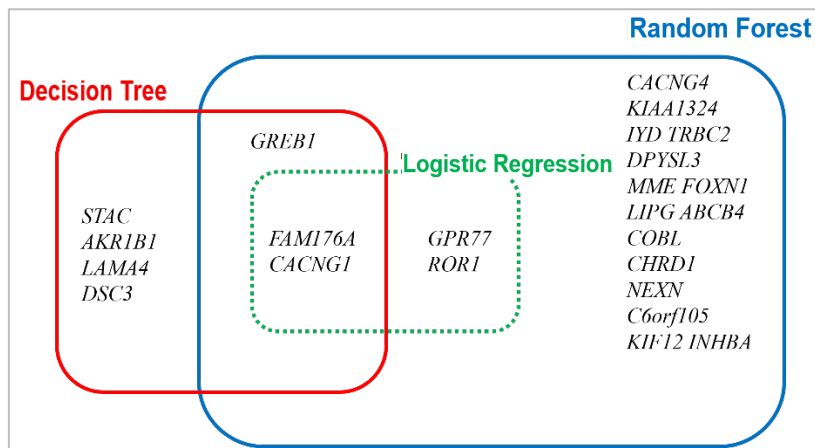 Random Forest
Decision Tree
CACNG4
KIAA1324
IYD TRBC2
DPYSL3
MME FOXN1
LIPG ABCB4
COBL
CHRD1
NEXN
C6orf105
KIF12 INHBA
GREB1
Logistic Regression
STAC
AKR1B1
LAMA4
DSC3
FAM176A
CACNG1
GPR77
ROR1